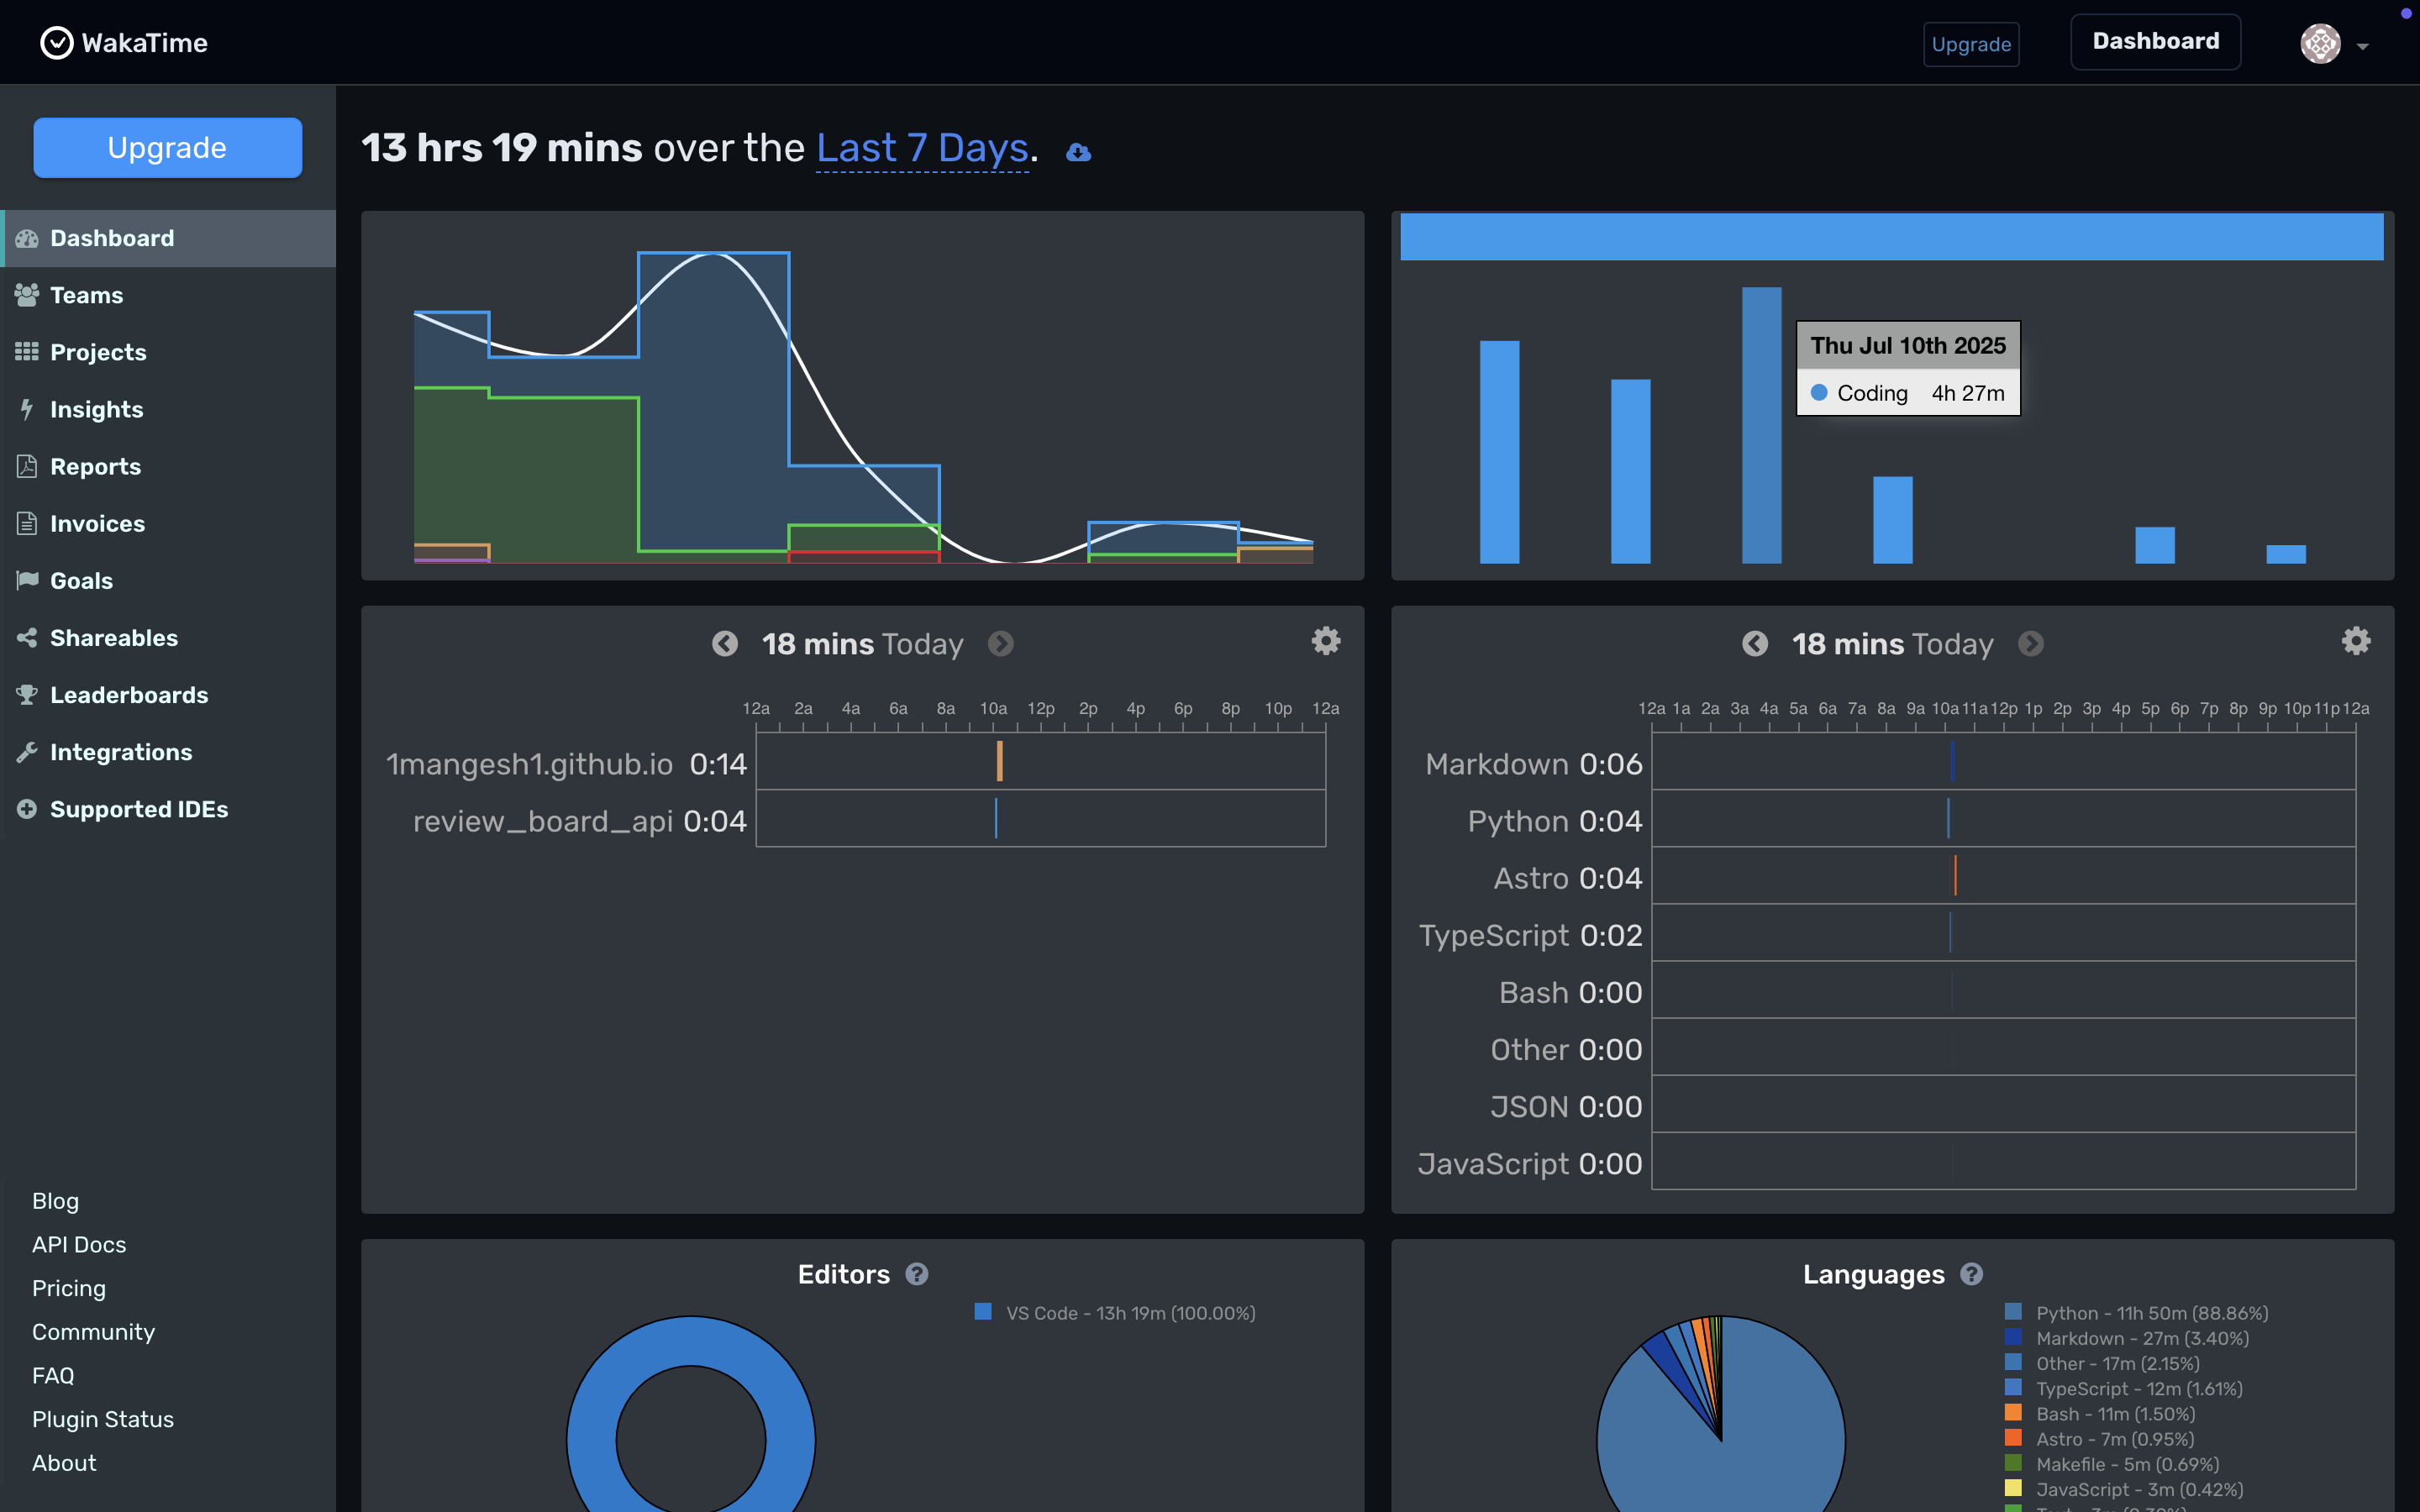 WakaTime
Upgrade
Dashboard
Upgrade
Dashboard
Teams
Projects
Insights
Reports
Invoices
Goals
Shareables
Leaderboards
Integrations
Supported IDEs
Blog
API Docs
Pricing
Community
FAQ
Plugin Status
About
13 hrs 19 mins over the Last 7 Days.
Thu Jul 10th 2025
Coding 4h 27m
18 mins Today
12a 2a 4a 6a 8a 10a 12p 2p 4p 6p 8p 10p 12a
1mangesh1.github.io 0:14
review_board_api 0:04
18 mins Today
12a 1a 2a 3a 4a 5a 6a 7a 8a 9a 10a 11a 12p 1p 2p 3p 4p 5p 6p 7p 8p 9p 10p 11p 12a
Markdown 0:06
Python 0:04
Astro 0:04
TypeScript 0:02
Bash 0:00
Other 0:00
JSON 0:00
JavaScript 0:00
Editors ?
VS Code - 13h 19m (100.00%)
Languages ?
Python - 11h 50m (88.86%)
Markdown - 27m (3.40%)
Other - 17m (2.15%)
TypeScript - 12m (1.61%)
Bash - 11m (1.50%)
Astro - 7m (0.95%)
Makefile - 5m (0.69%)
JavaScript - 3m (0.42%)